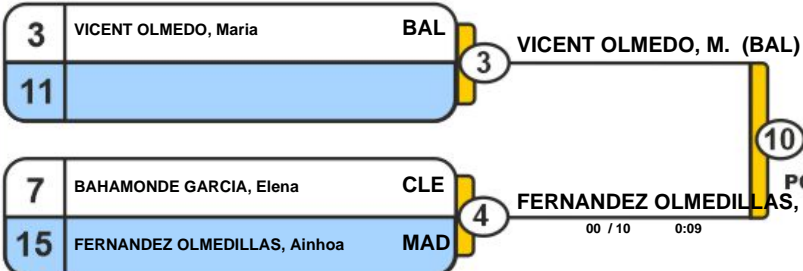 3 VICENT OLMEDO, Maria BAL
3 VICENT OLMEDO, M. (BAL)
11
10
7 BAHAMONDE GARCIA, Elena CLE
4 FERNANDEZ OLMEDILLAS,
00 / 10 0:09
15 FERNANDEZ OLMEDILLAS, Ainhoa MAD